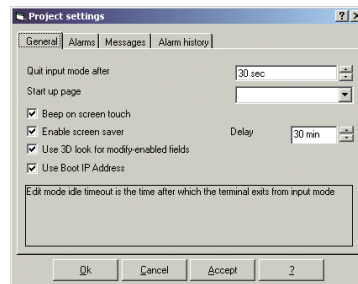 Project settings
General Alarms Messages Alarm history
Quit input mode after 30 sec
Start up page
Beep on screen touch
Enable screen saver Delay 30 min
Use 3D look for modify-enabled fields
Use Boot IP Address
Edit mode idle timeout is the time after which the terminal exits from input mode
Ok Cancel Accept ?